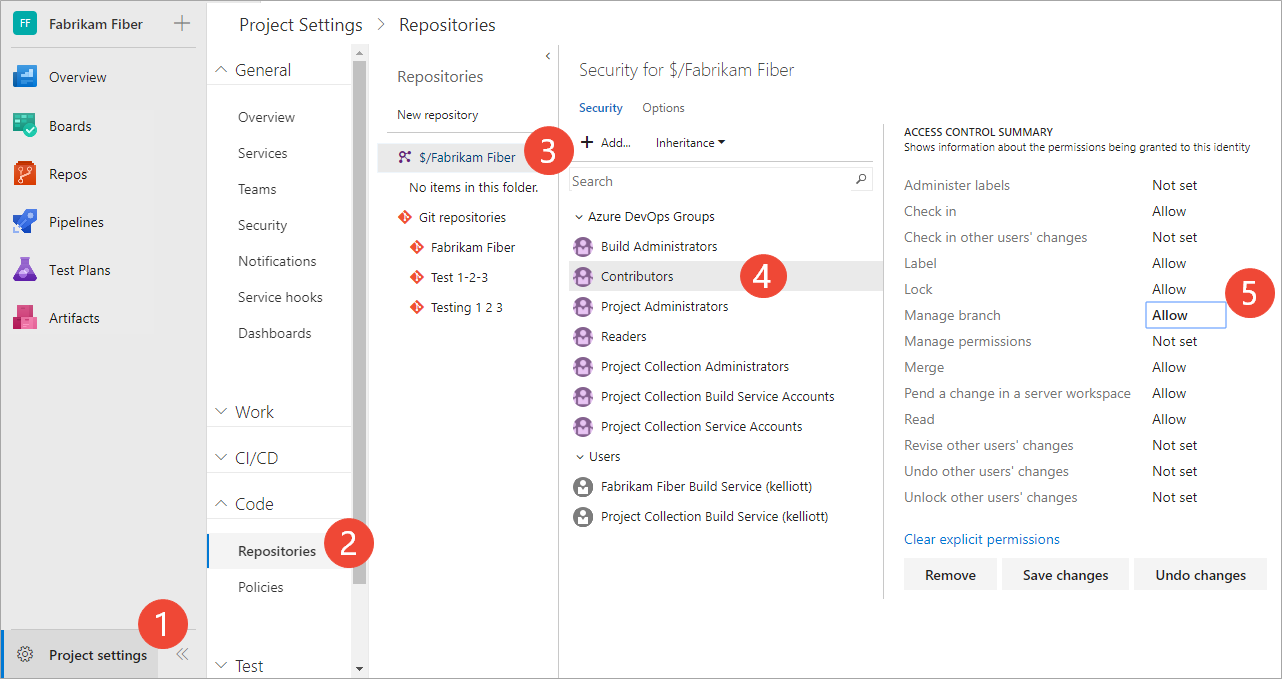 FF Fabrikam Fiber
Overview
Boards
Repos
Pipelines
Test Plans
Artifacts
1
Project settings
Project Settings > Repositories
General
Overview
Services
Teams
Security
Notifications
Service hooks
Dashboards
Work
CI/CD
Code
Repositories
2
Policies
Test
Repositories
New repository
$/Fabrikam Fiber
3
No items in this folder.
Git repositories
Fabrikam Fiber
Test 1-2-3
Testing 1 2 3
Security for $/Fabrikam Fiber
Security Options
+ Add... Inheritance
Search
Azure DevOps Groups
Build Administrators
Contributors
4
Project Administrators
Readers
Project Collection Administrators
Project Collection Build Service Accounts
Project Collection Service Accounts
Users
Fabrikam Fiber Build Service (kelliott)
Project Collection Build Service (kelliott)
ACCESS CONTROL SUMMARY
Shows information about the permissions being granted to this identity
Administer labels Not set
Check in Allow
Check in other users' changes Not set
Label Allow
Lock Allow
5
Manage branch Allow
Manage permissions Not set
Merge Allow
Pend a change in a server workspace Allow
Read Allow
Revise other users' changes Not set
Undo other users' changes Not set
Unlock other users' changes Not set
Clear explicit permissions
Remove Save changes Undo changes